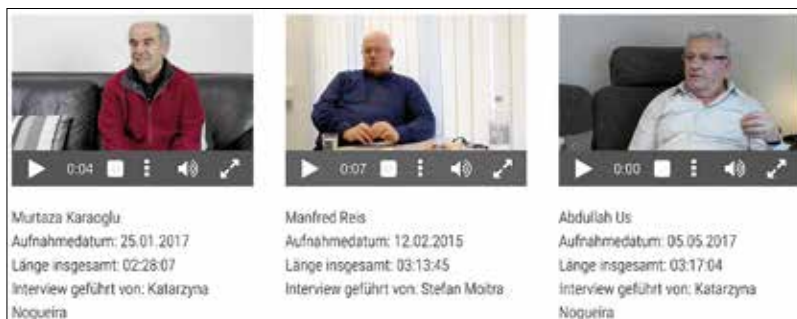 0:04
0:07
0:00
Murtaza Karaoglu
Aufnahmedatum: 25.01.2017
Länge insgesamt: 02:28:07
Interview geführt von: Katarzyna
Nogueira
Manfred Reis
Aufnahmedatum: 12.02.2015
Länge insgesamt: 03:13:45
Interview geführt von: Stefan Moitra
Abdullah Us
Aufnahmedatum: 05.05.2017
Länge insgesamt: 03:17:04
Interview geführt von: Katarzyna
Nogueira